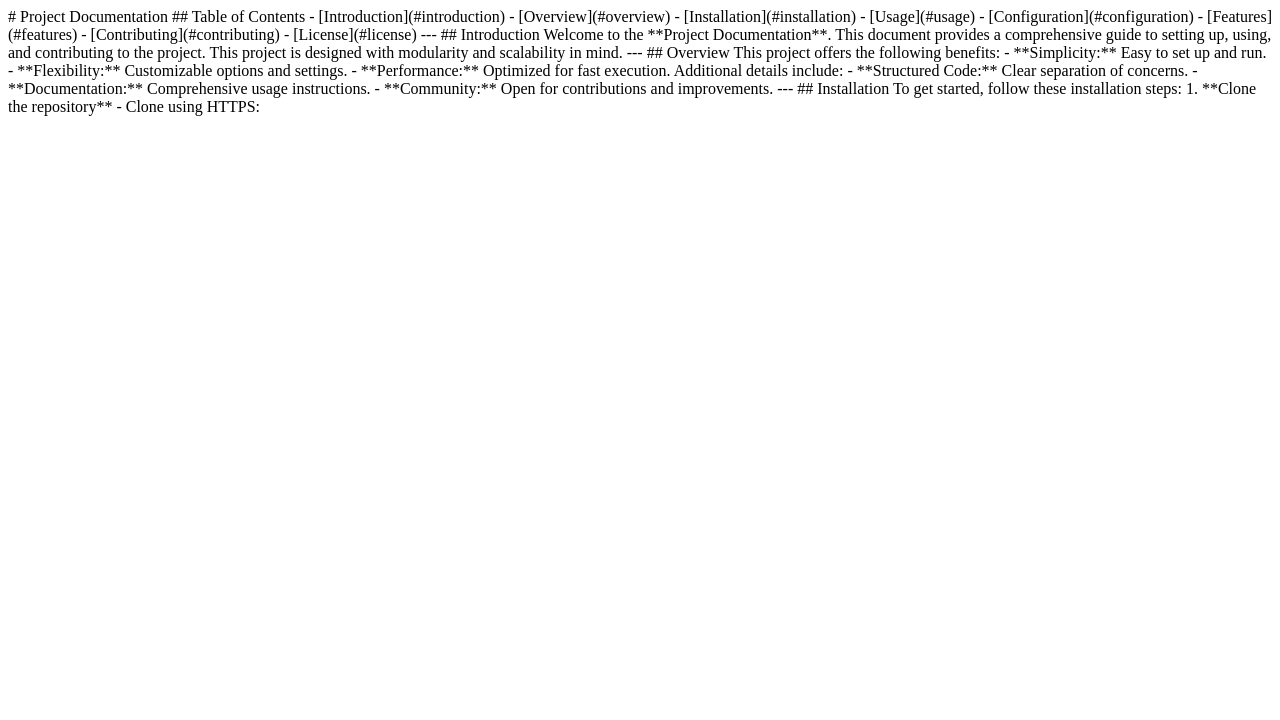 # Project Documentation ## Table of Contents - [Introduction](#introduction) - [Overview](#overview) - [Installation](#installation) - [Usage](#usage) - [Configuration](#configuration) - [Features]
(#features) - [Contributing](#contributing) - [License](#license) --- ## Introduction Welcome to the **Project Documentation**. This document provides a comprehensive guide to setting up, using,
and contributing to the project. This project is designed with modularity and scalability in mind. --- ## Overview This project offers the following benefits: - **Simplicity:** Easy to set up and run.
- **Flexibility:** Customizable options and settings. - **Performance:** Optimized for fast execution. Additional details include: - **Structured Code:** Clear separation of concerns. -
**Documentation:** Comprehensive usage instructions. - **Community:** Open for contributions and improvements. --- ## Installation To get started, follow these installation steps: 1. **Clone
the repository** - Clone using HTTPS: